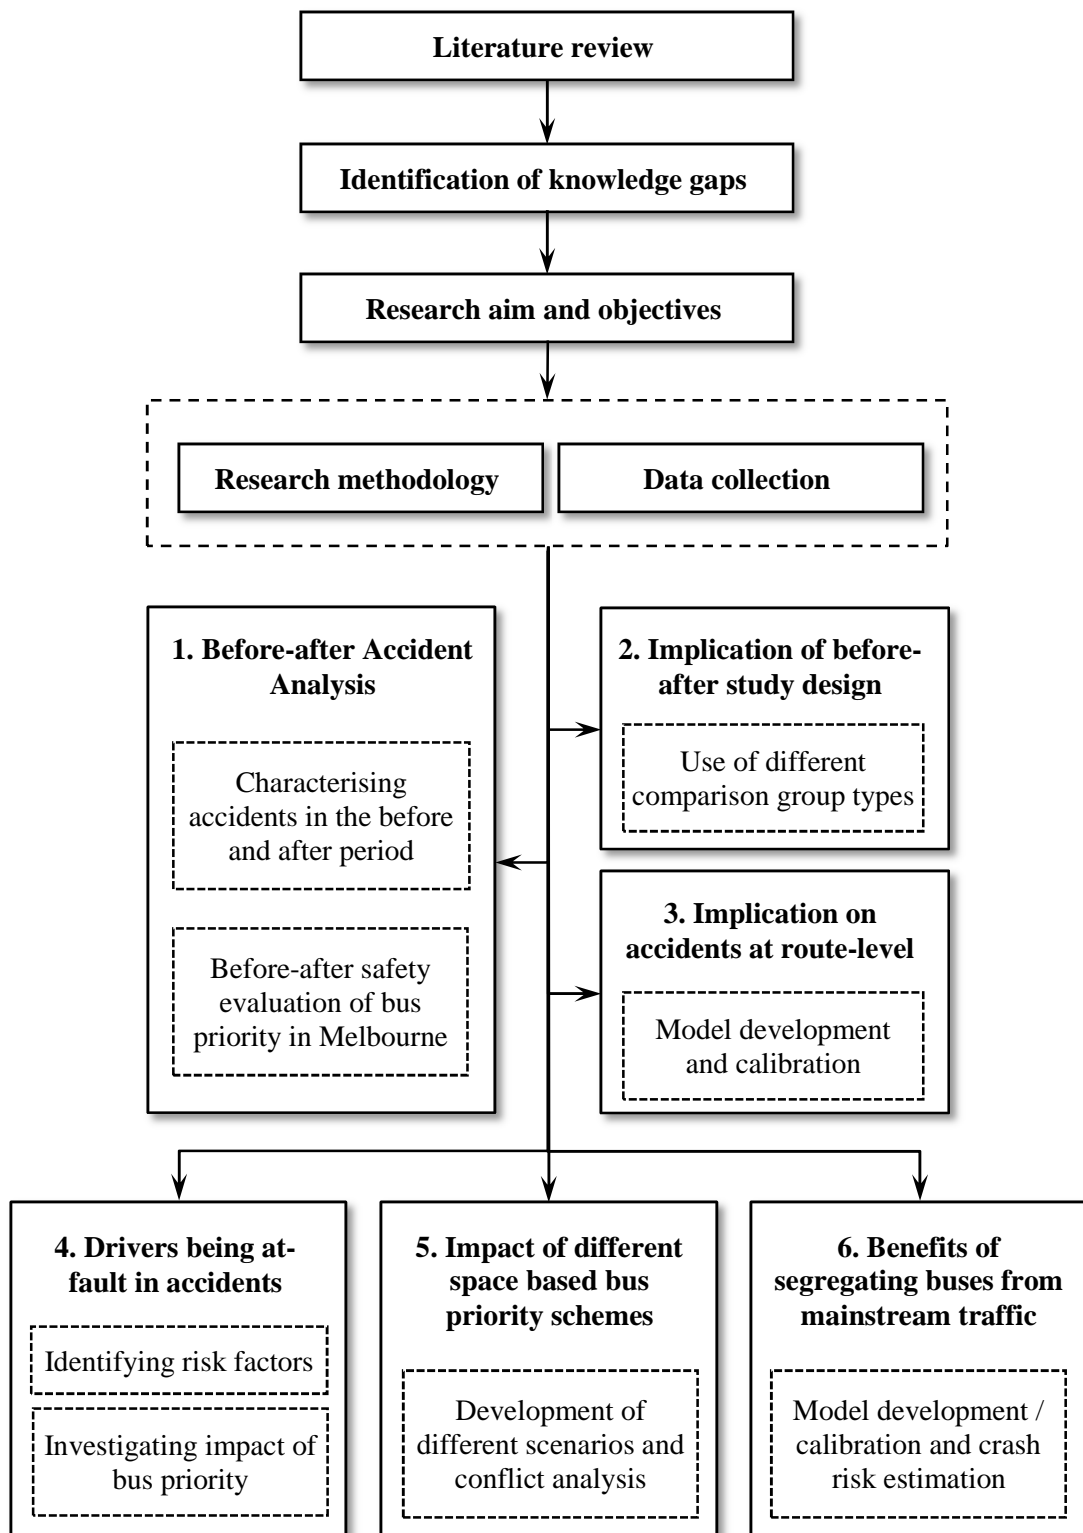 Literature review
Identification of knowledge gaps
Research aim and objectives
Research methodology
Data collection
1. Before-after Accident
Analysis
Characterising
accidents in the before
and after period
Before-after safety
evaluation of bus
priority in Melbourne
2. Implication of before-
after study design
Use of different
comparison group types
3. Implication on
accidents at route-level
Model development
and calibration
4. Drivers being at-
fault in accidents
Identifying risk factors
Investigating impact of
bus priority
5. Impact of different
space based bus
priority schemes
Development of
different scenarios and
conflict analysis
6. Benefits of
segregating buses from
mainstream traffic
Model development /
calibration and crash
risk estimation